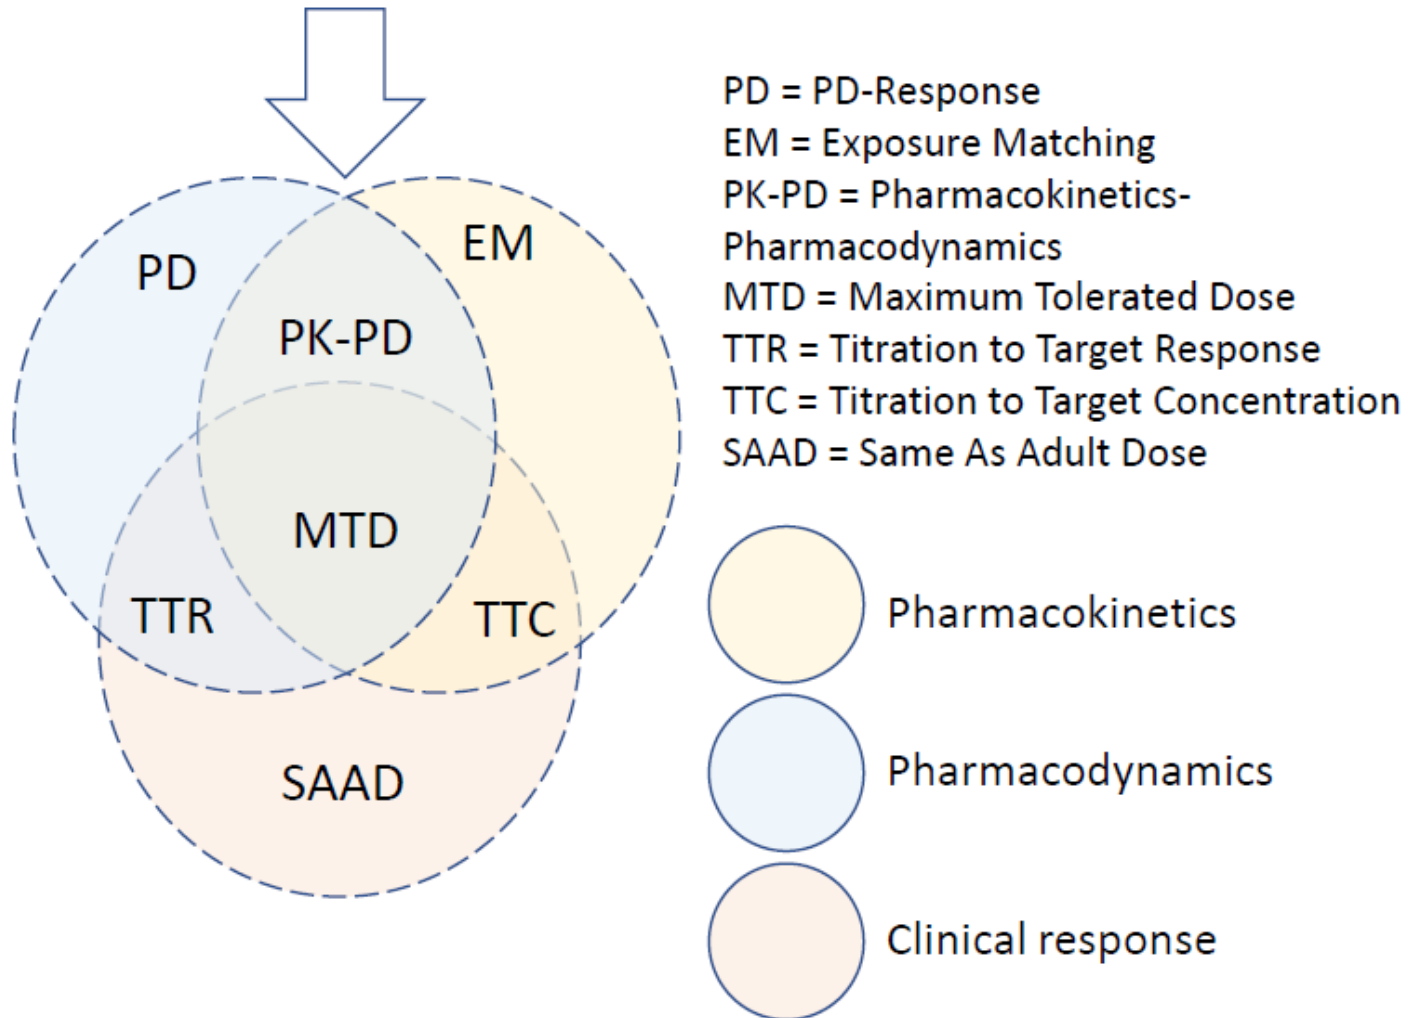 PD
EM
PK-PD
MTD
TTR
TTC
SAAD
PD = PD-Response
EM = Exposure Matching
PK-PD = Pharmacokinetics-
Pharmacodynamics
MTD = Maximum Tolerated Dose
TTR = Titration to Target Response
TTC = Titration to Target Concentration
SAAD = Same As Adult Dose
Pharmacokinetics
Pharmacodynamics
Clinical response